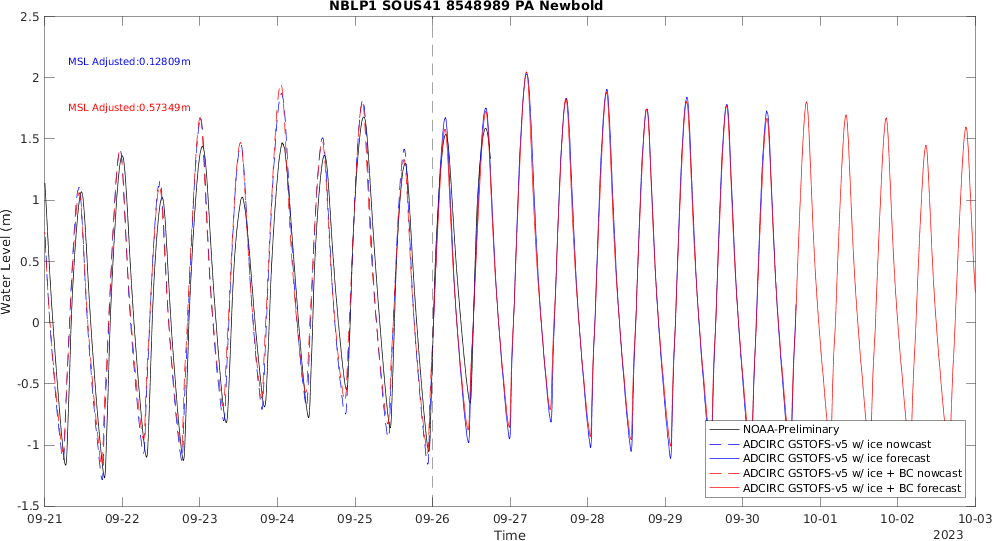 NBLP1 SOUS41 8548989 PA Newbold
MSL Adjusted:0.12809m
MSL Adjusted:0.57349m
Water Level (m)
2.5
2
1.5
1
0.5
0
-0.5
-1
-1.5
NOAA-Preliminary
ADCIRC GSTOFS-v5 w/ ice nowcast
ADCIRC GSTOFS-v5 w/ ice forecast
ADCIRC GSTOFS-v5 w/ ice + BC nowcast
ADCIRC GSTOFS-v5 w/ ice + BC forecast
09-21 09-22 09-23 09-24 09-25 09-26 09-27 09-28 09-29 09-30 10-01 10-02 10-03
Time
2023